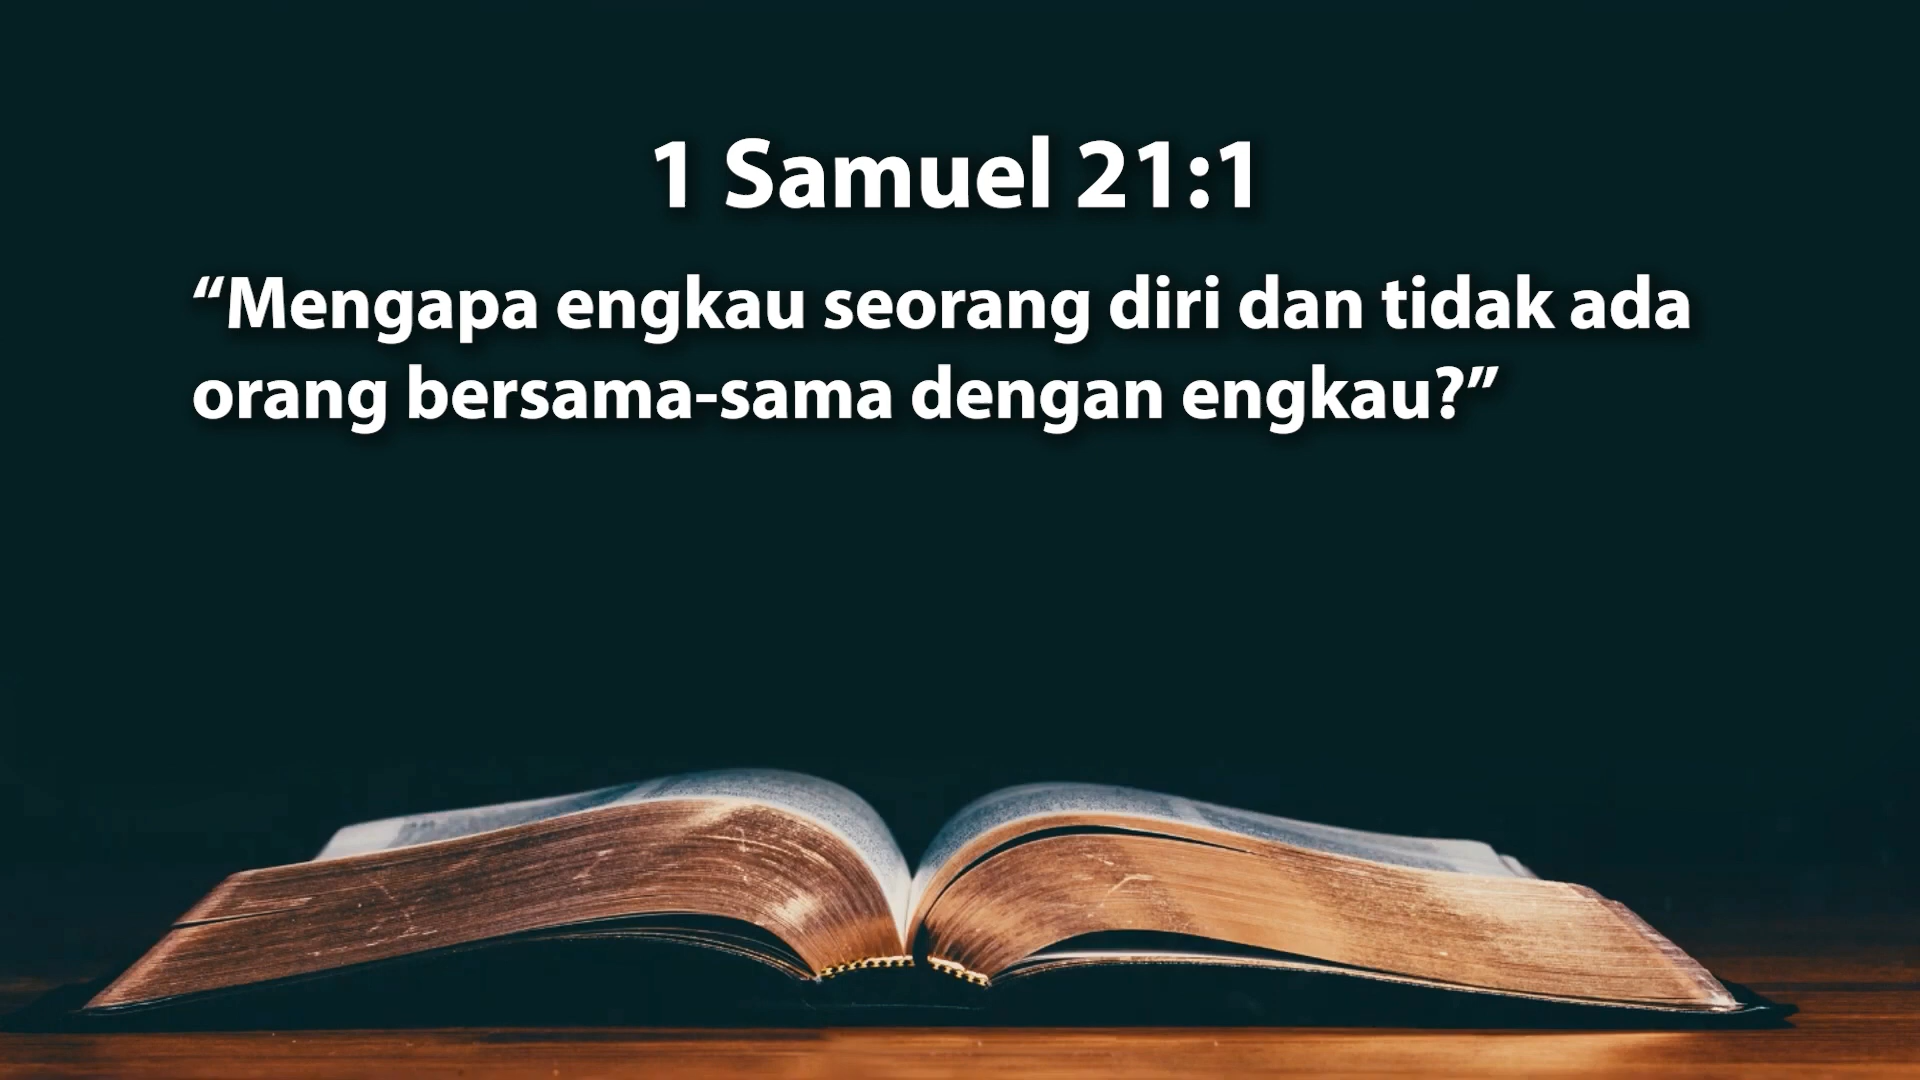 1 Samuel 21:1
“Mengapa engkau seorang diri dan tidak ada
orang bersama-sama dengan engkau?”